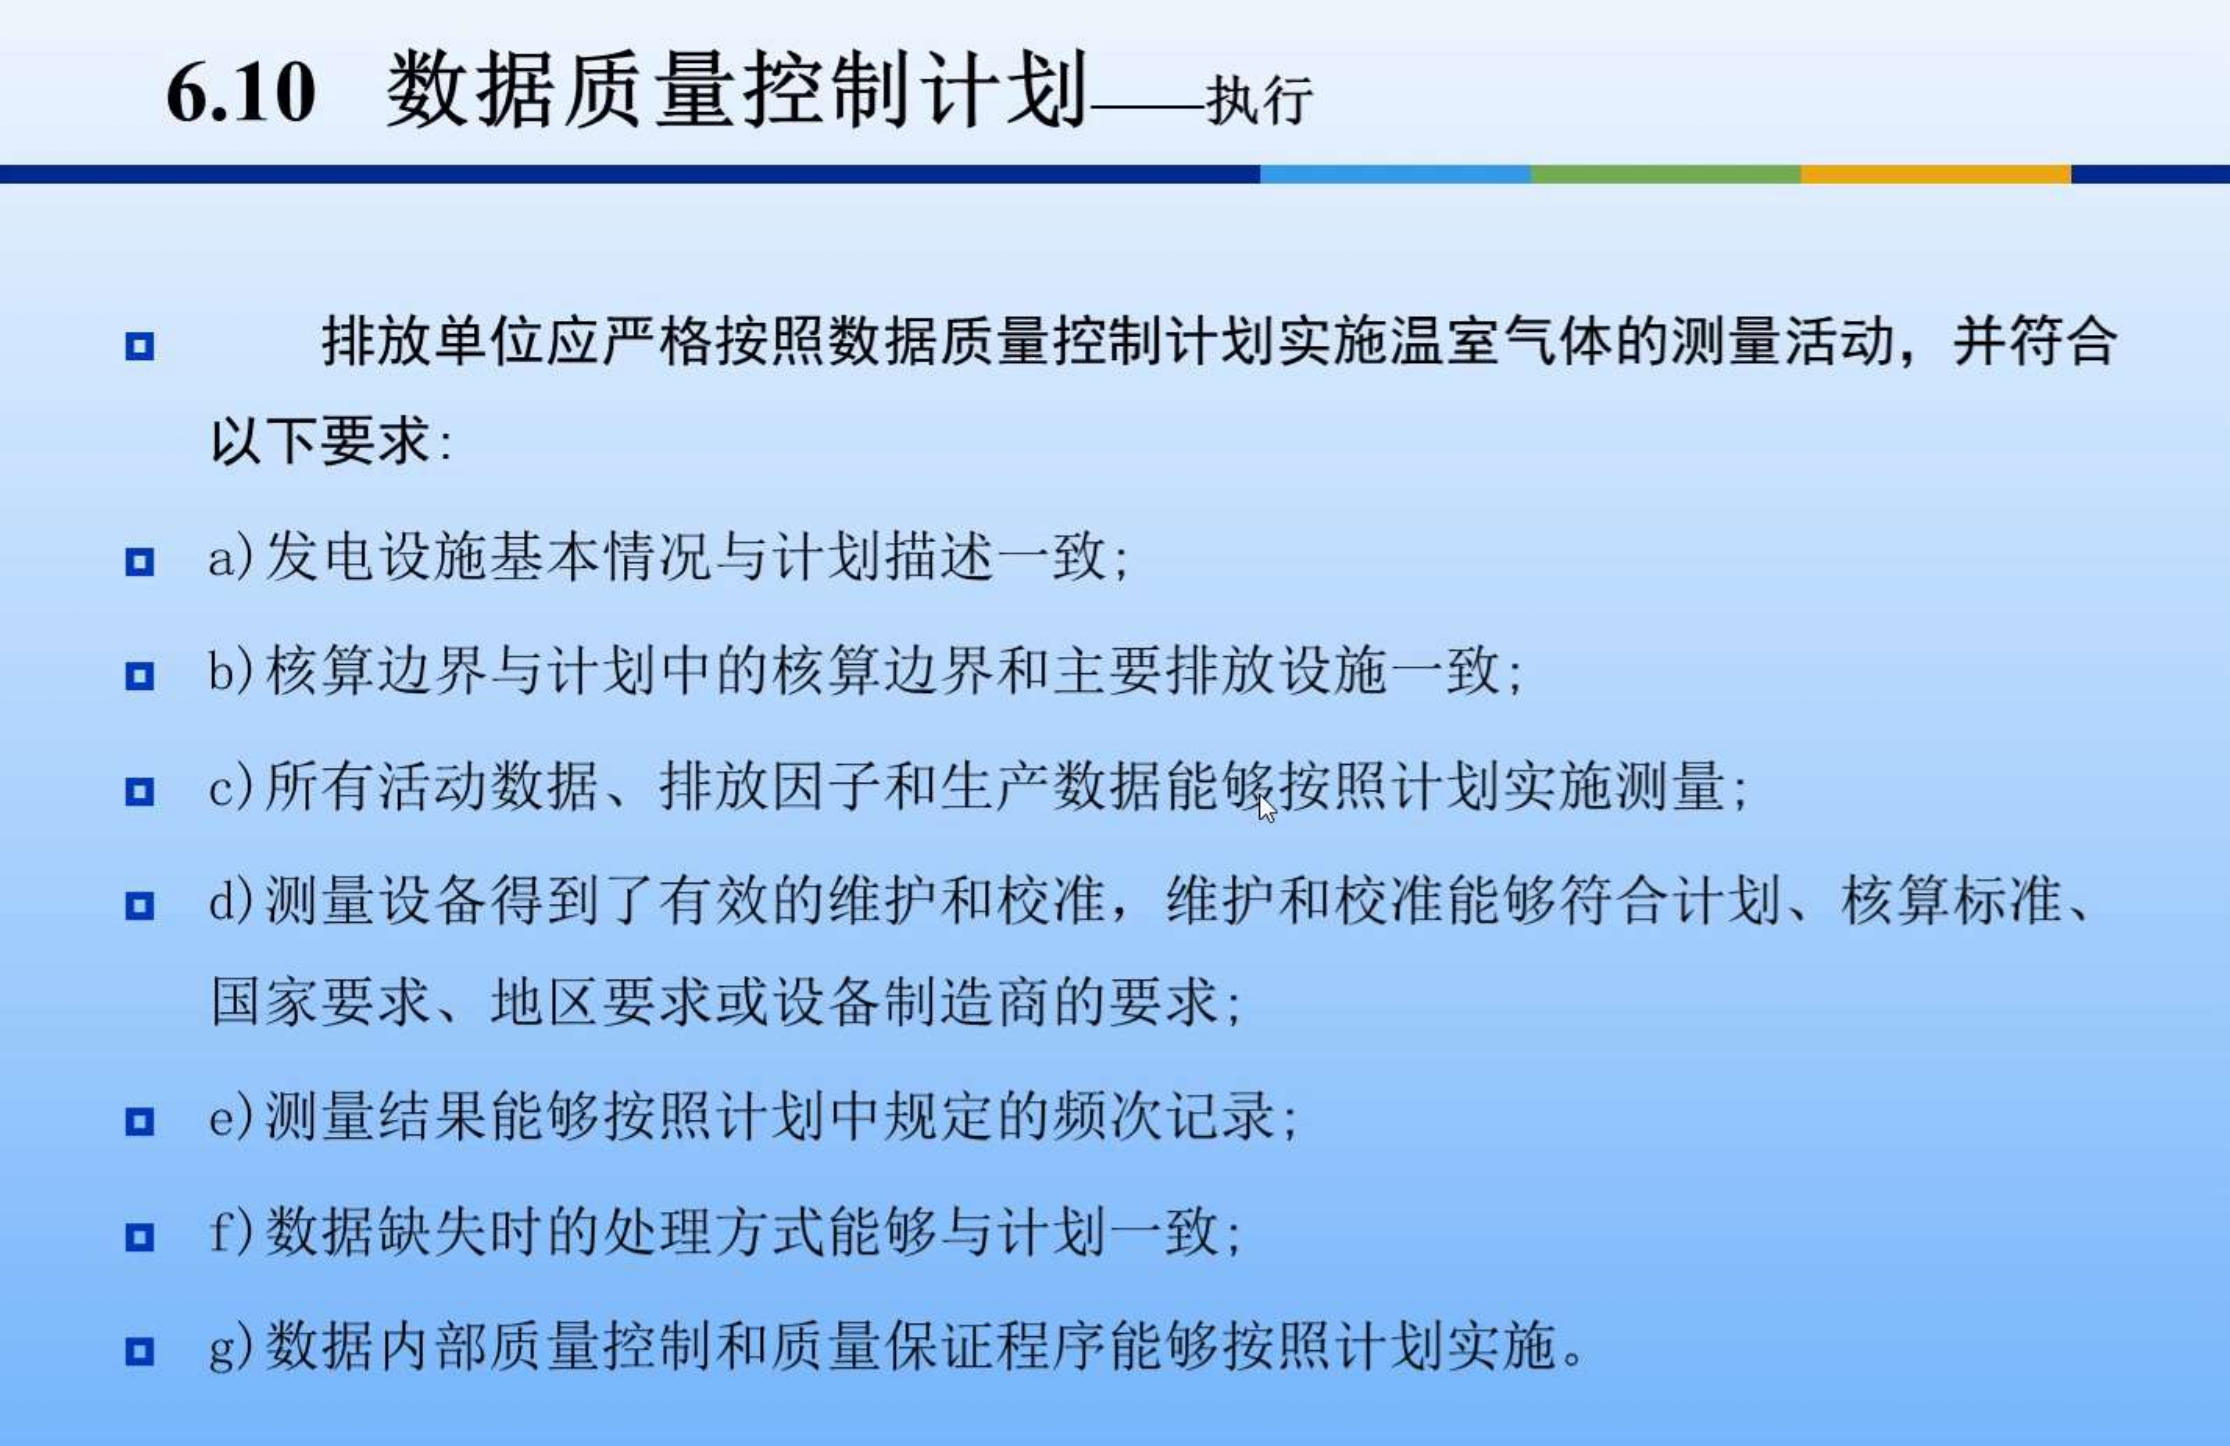 6.10 数据质量控制计划——执行
排放单位应严格按照数据质量控制计划实施温室气体的测量活动，并符合
以下要求：
a)发电设施基本情况与计划描述一致；
b)核算边界与计划中的核算边界和主要排放设施一致；
c)所有活动数据、排放因子和生产数据能够按照计划实施测量；
d)测量设备得到了有效的维护和校准，维护和校准能够符合计划、核算标准、
国家要求、地区要求或设备制造商的要求；
e)测量结果能够按照计划中规定的频次记录；
f)数据缺失时的处理方式能够与计划一致；
g)数据内部质量控制和质量保证程序能够按照计划实施。